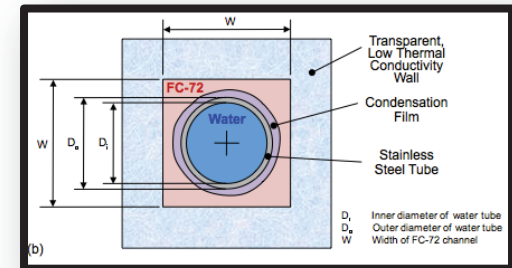 W
Transparent,
Low Thermal
Conductivity
Wall
FC-72
Condensation
Film
Water
W
Dₒ
Dᵢ
Stainless
Steel Tube
Dᵢ Inner diameter of water tube
Dₒ Outer diameter of water tube
W Width of FC-72 channel
(b)